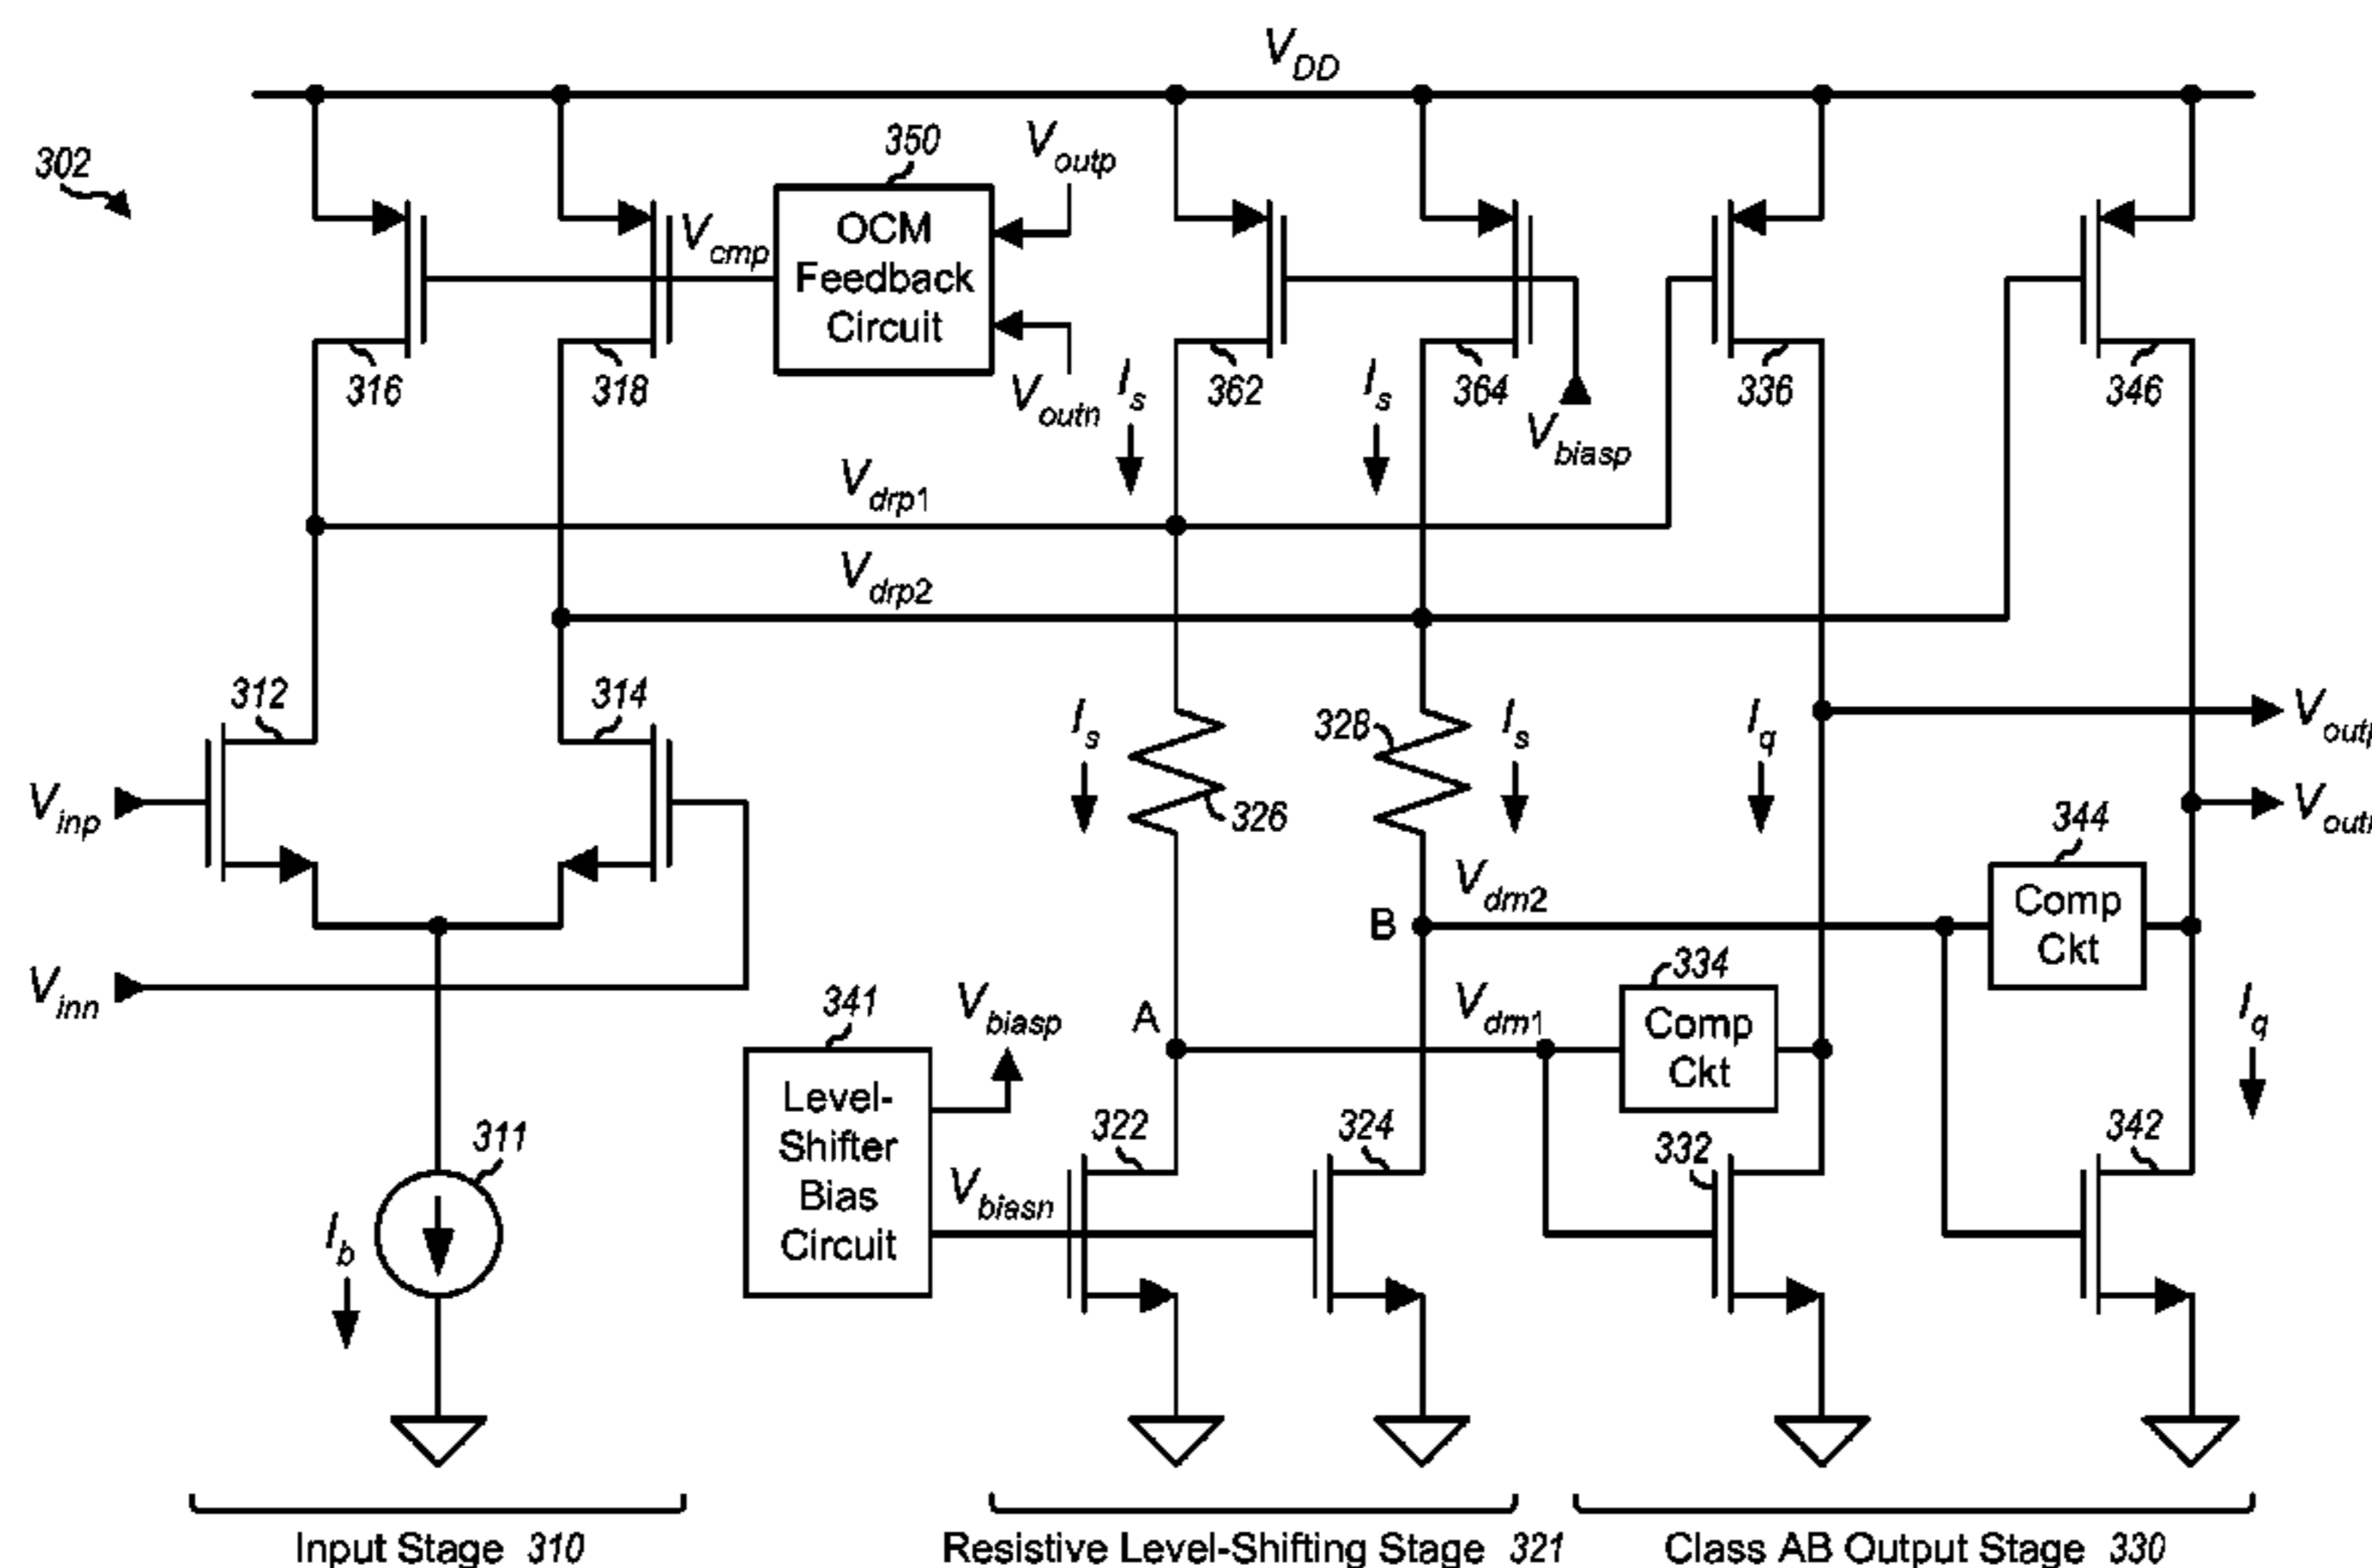 V_DD
302
350
V_outp
OCM
Feedback
Circuit
V_cmp
V_outn
316
318
I_s
362
I_s
364
336
346
V_biasp
V_drp1
V_drp2
312
314
I_s
328
I_s
I_q
326
V_outp
V_inp
344
V_out
Comp
Ckt
V_dm2
B
V_inn
341
V_biasp
A
V_dm1
334
Comp
Ckt
I_q
Level-
Shifter
Bias
Circuit
311
322
324
332
342
V_biasn
I_b
Input Stage 310
Resistive Level-Shifting Stage 321
Class AB Output Stage 330